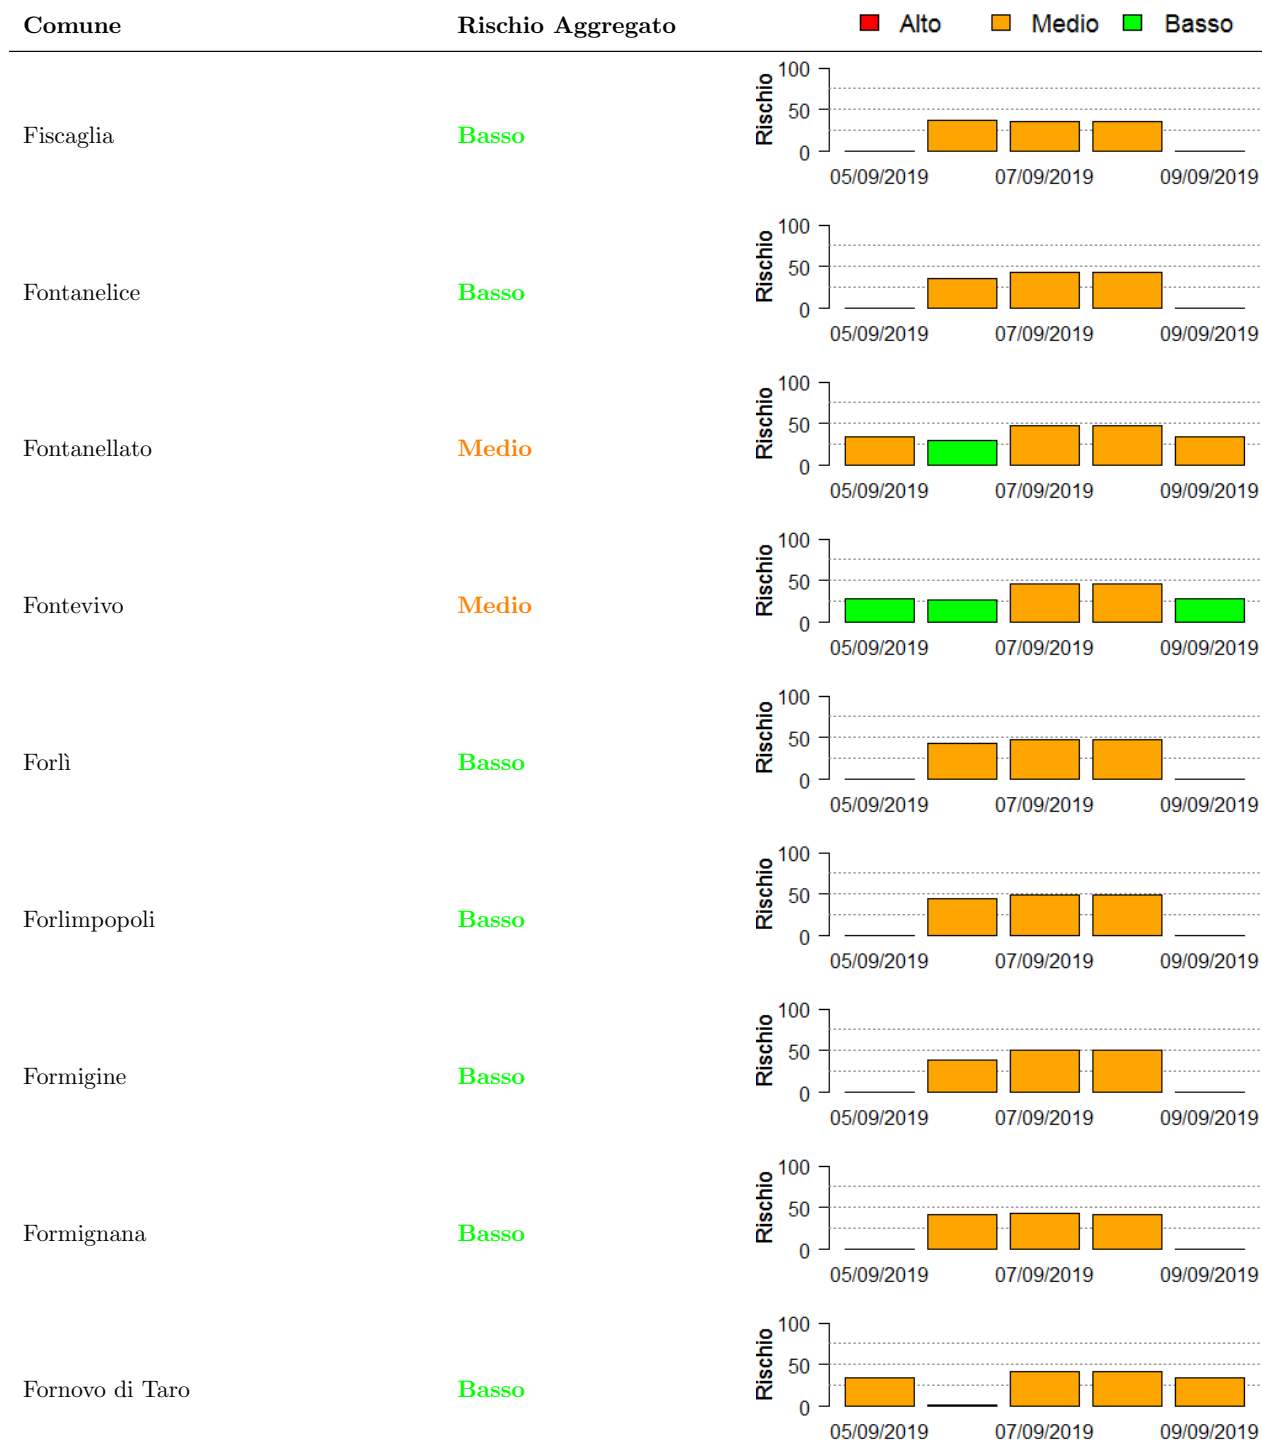 Comune Rischio Aggregato Alto Medio Basso
100
50
0
Rischio
Fiscaglia Basso
05/09/2019 07/09/2019 09/09/2019
100
50
0
Rischio
Fontanelice Basso
05/09/2019 07/09/2019 09/09/2019
100
50
0
Rischio
Fontanellato Medio
05/09/2019 07/09/2019 09/09/2019
100
50
0
Rischio
Fontevivo Medio
05/09/2019 07/09/2019 09/09/2019
100
50
0
Rischio
Forlì Basso
05/09/2019 07/09/2019 09/09/2019
100
50
0
Rischio
Forlimpopoli Basso
05/09/2019 07/09/2019 09/09/2019
100
50
0
Rischio
Formigine Basso
05/09/2019 07/09/2019 09/09/2019
100
50
0
Rischio
Formignana Basso
05/09/2019 07/09/2019 09/09/2019
100
50
0
Rischio
Fornovo di Taro Basso
05/09/2019 07/09/2019 09/09/2019